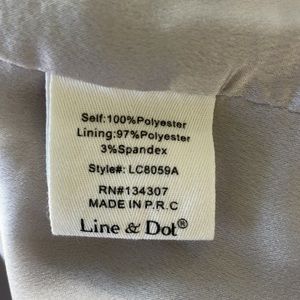 Self:100%Polyester
Lining:97%Polyester
3%Spandex
Style#: LC8059A
RN#134307
MADE IN P.R.C
Line & Dot®